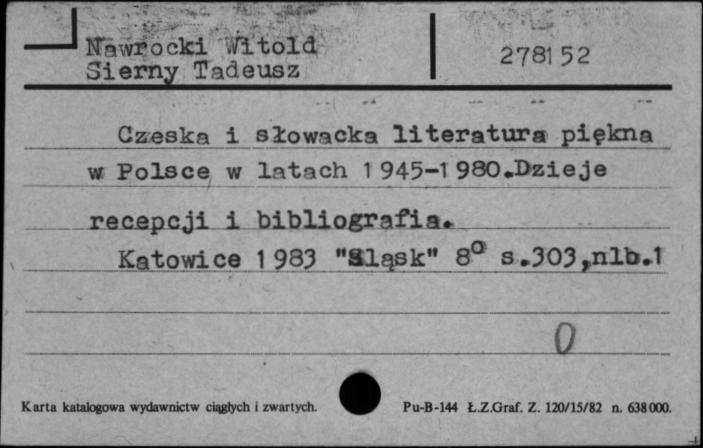 Nawrocki Witold
Sierny Tadeusz
278152
Czeska i słowacka literatura piękna
w Polsce w latach 1945-1980.Dzieje
recepcji i bibliografia.
Katowice 1983 "Śląsk" 8º s.303,nlb.1
0
Karta katalogowa wydawnictw ciągłych i zwartych.
Pu-B-144 Ł.Z.Graf. Z. 120/15/82 n. 638000.